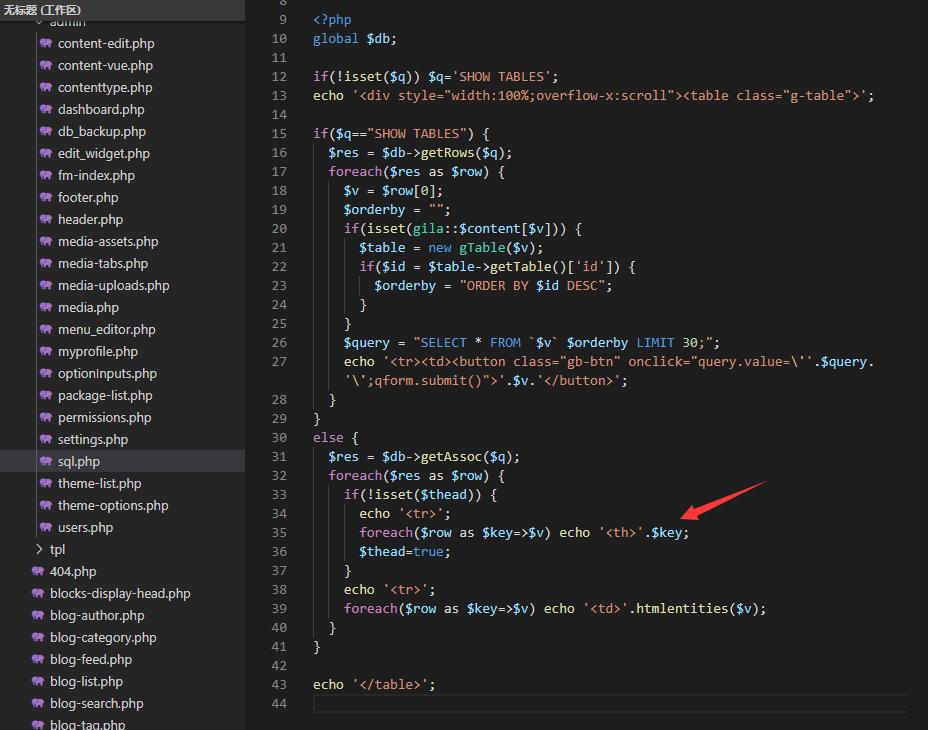 无标题 (工作区)
admin
content-edit.php
content-vue.php
contenttype.php
dashboard.php
db_backup.php
edit_widget.php
fm-index.php
footer.php
header.php
media-assets.php
media-tabs.php
media-uploads.php
media.php
menu_editor.php
myprofile.php
optionInputs.php
package-list.php
permissions.php
settings.php
sql.php
theme-list.php
theme-options.php
users.php
tpl
404.php
blocks-display-head.php
blog-author.php
blog-category.php
blog-feed.php
blog-list.php
blog-search.php
blog-tag.php
8
9 <?php
10 global $db;
11
12 if(!isset($q)) $q='SHOW TABLES';
13 echo '<div style="width:100%;overflow-x:scroll"><table class="g-table">';
14
15 if($q=="SHOW TABLES") {
16 $res = $db->getRows($q);
17 foreach($res as $row) {
18 $v = $row[0];
19 $orderby = "";
20 if(isset(gila::$content[$v])) {
21 $table = new gTable($v);
22 if($id = $table->getTable()['id']) {
23 $orderby = "ORDER BY $id DESC";
24 }
25 }
26 $query = "SELECT * FROM `$v` $orderby LIMIT 30;";
27 echo '<tr><td><button class="gb-btn" onclick="query.value=\''.$query.
'\';qform.submit()">'.$v.'</button>';
28 }
29 }
30 else {
31 $res = $db->getAssoc($q);
32 foreach($res as $row) {
33 if(!isset($thead)) {
34 echo '<tr>';
35 foreach($row as $key=>$v) echo '<th>'.$key;
36 $thead=true;
37 }
38 echo '<tr>';
39 foreach($row as $key=>$v) echo '<td>'.htmlentities($v);
40 }
41 }
42
43 echo '</table>';
44